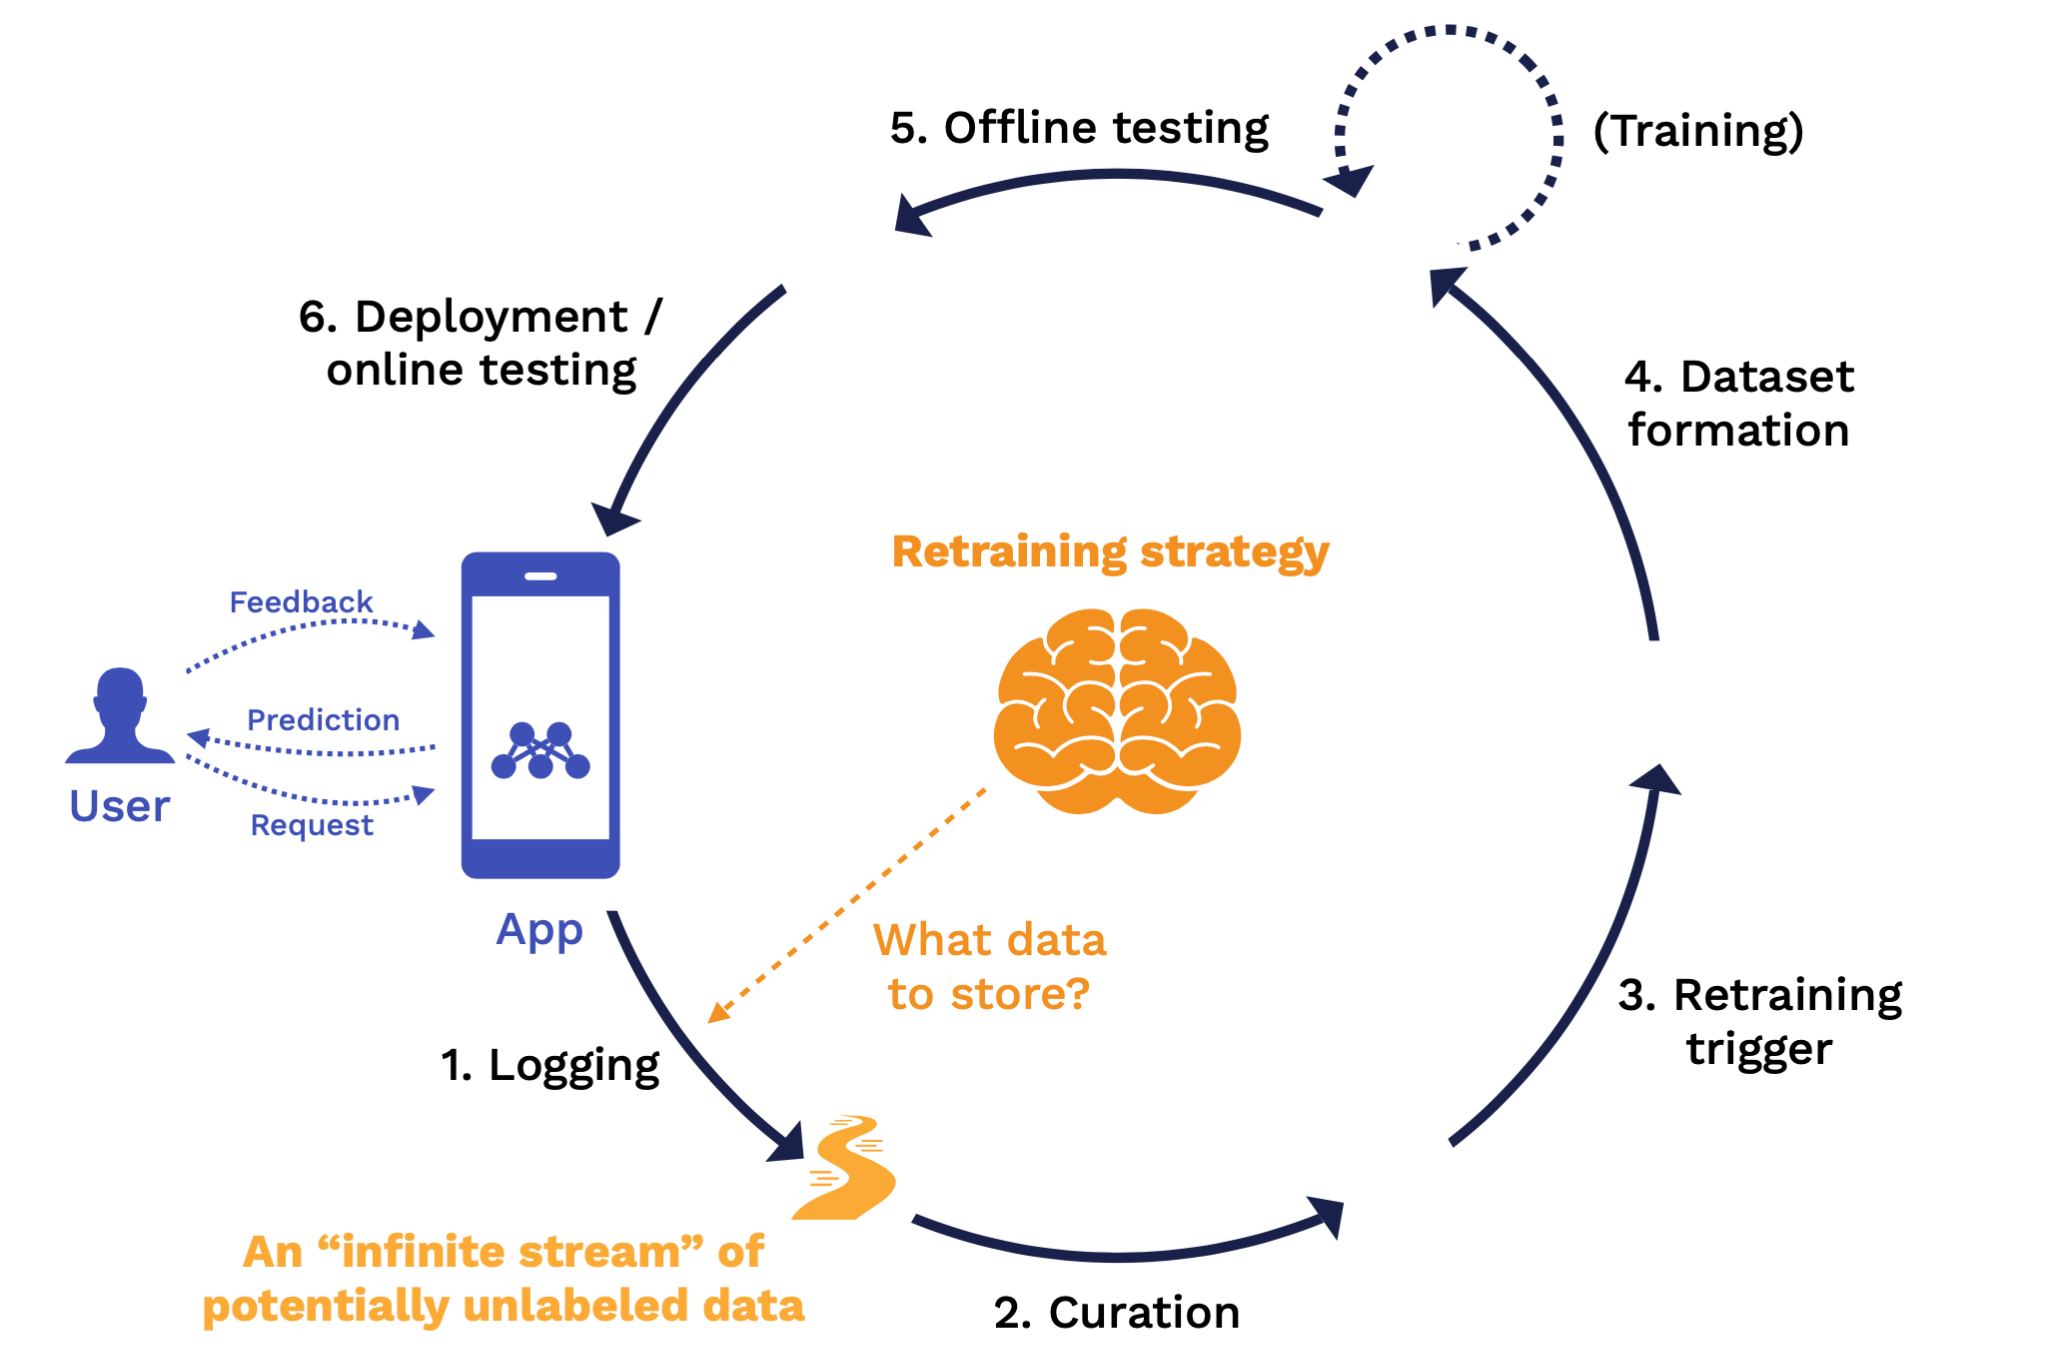 5. Offline testing
(Training)
6. Deployment /
online testing
4. Dataset
formation
Retraining strategy
Feedback
Prediction
Request
User
App
What data
to store?
1. Logging
3. Retraining
trigger
An “infinite stream” of
potentially unlabeled data
2. Curation